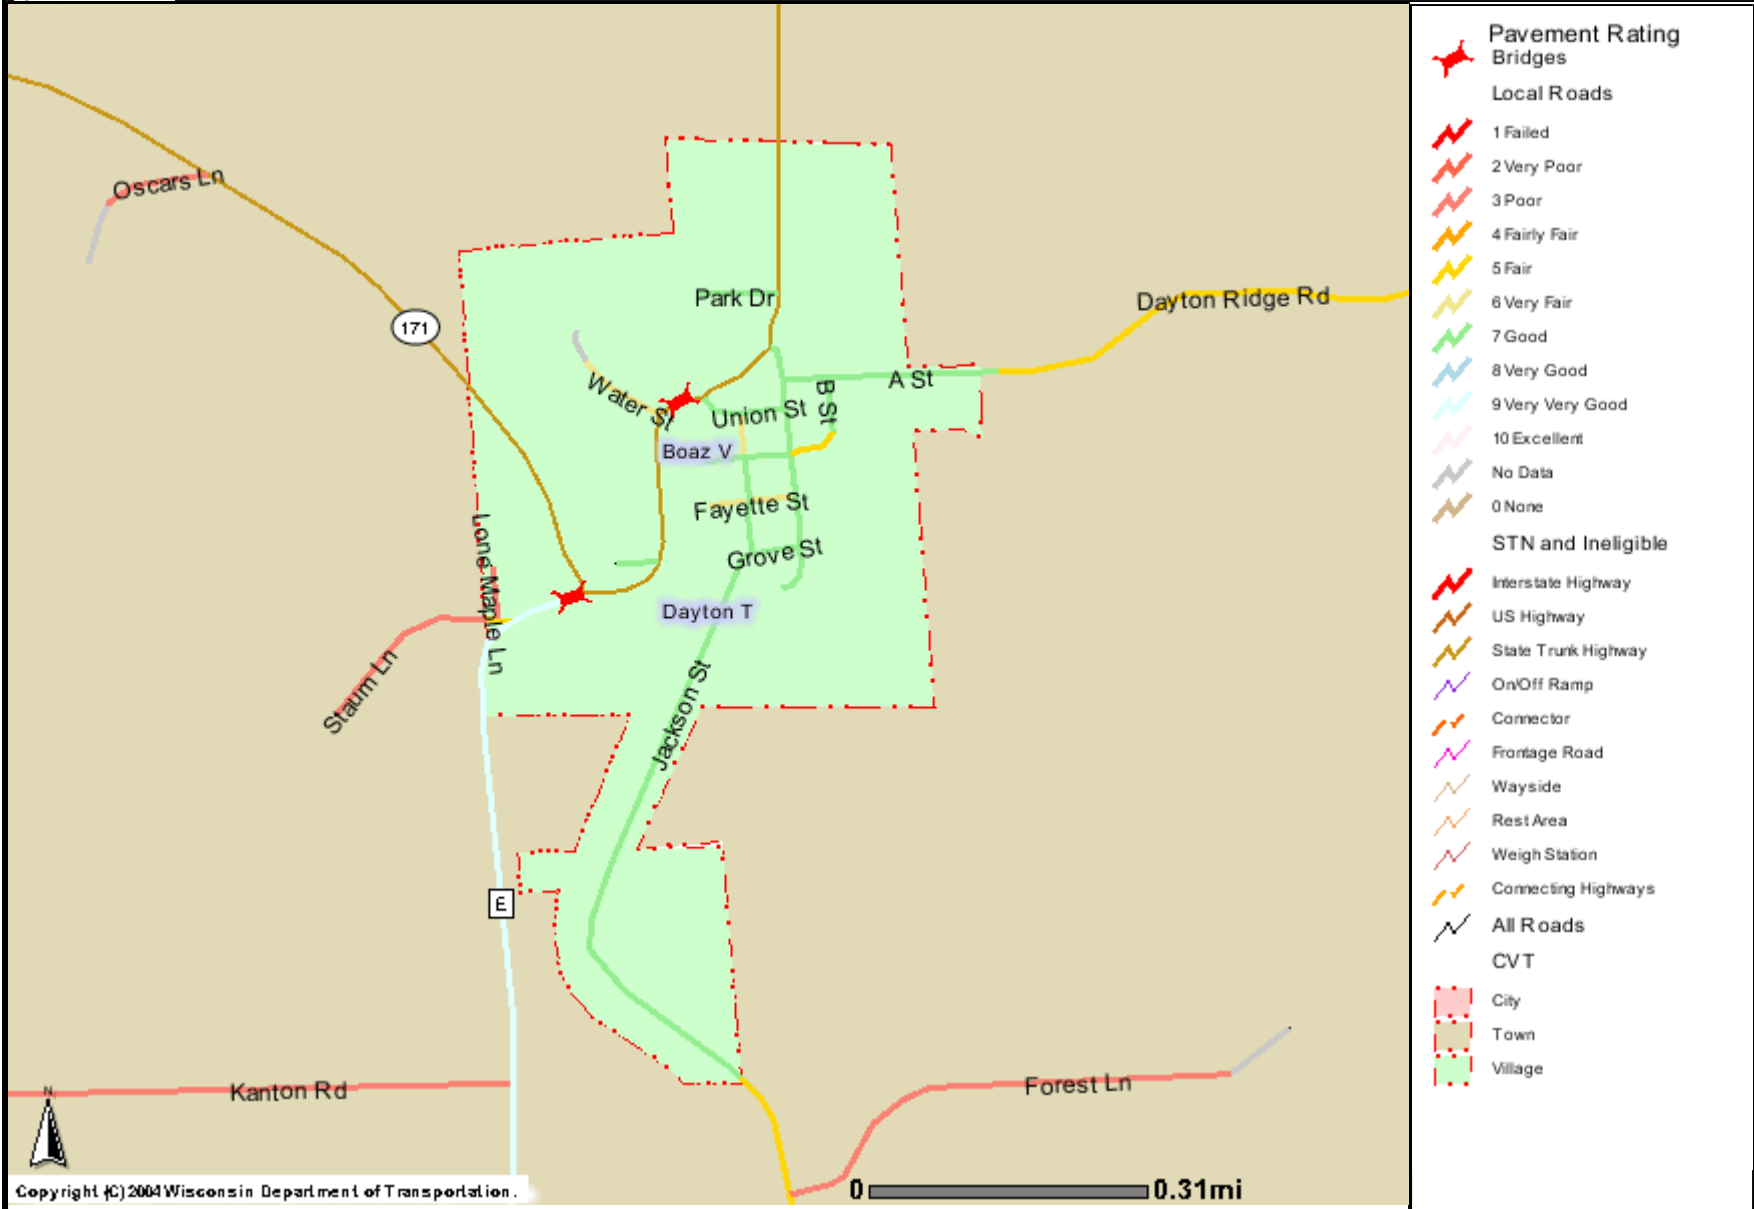 Oscars Ln
171
Park Dr
Dayton Ridge Rd
Water St
Union St
B St
A St
Boaz V
Fayette St
Grove St
Lone Maple Ln
Dayton T
Staum Ln
Jackson St
E
Kanton Rd
Forest Ln
N
Copyright (C) 2004 Wisconsin Department of Transportation.
0 0.31mi
Pavement Rating
Bridges
Local Roads
1 Failed
2 Very Poor
3 Poor
4 Fairly Fair
5 Fair
6 Very Fair
7 Good
8 Very Good
9 Very Very Good
10 Excellent
No Data
0 None
STN and Ineligible
Interstate Highway
US Highway
State Trunk Highway
On/Off Ramp
Connector
Frontage Road
Wayside
Rest Area
Weigh Station
Connecting Highways
All Roads
CVT
City
Town
Village